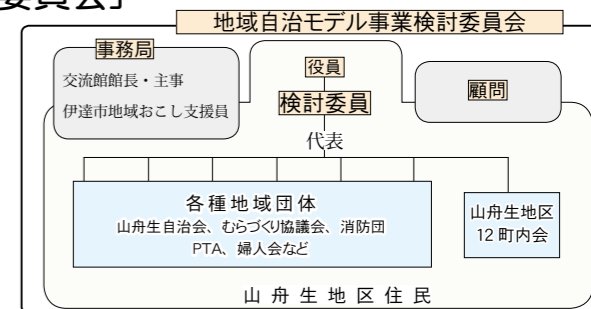 委員会」
地域自治モデル事業検討委員会
事務局
交流館館長・主事
伊達市地域おこし支援員
役員
検討委員
顧問
代表
各種地域団体
山舟生自治会、むらづくり協議会、消防団
PTA、婦人会など
山舟生地区
12町内会
山舟生地区住民